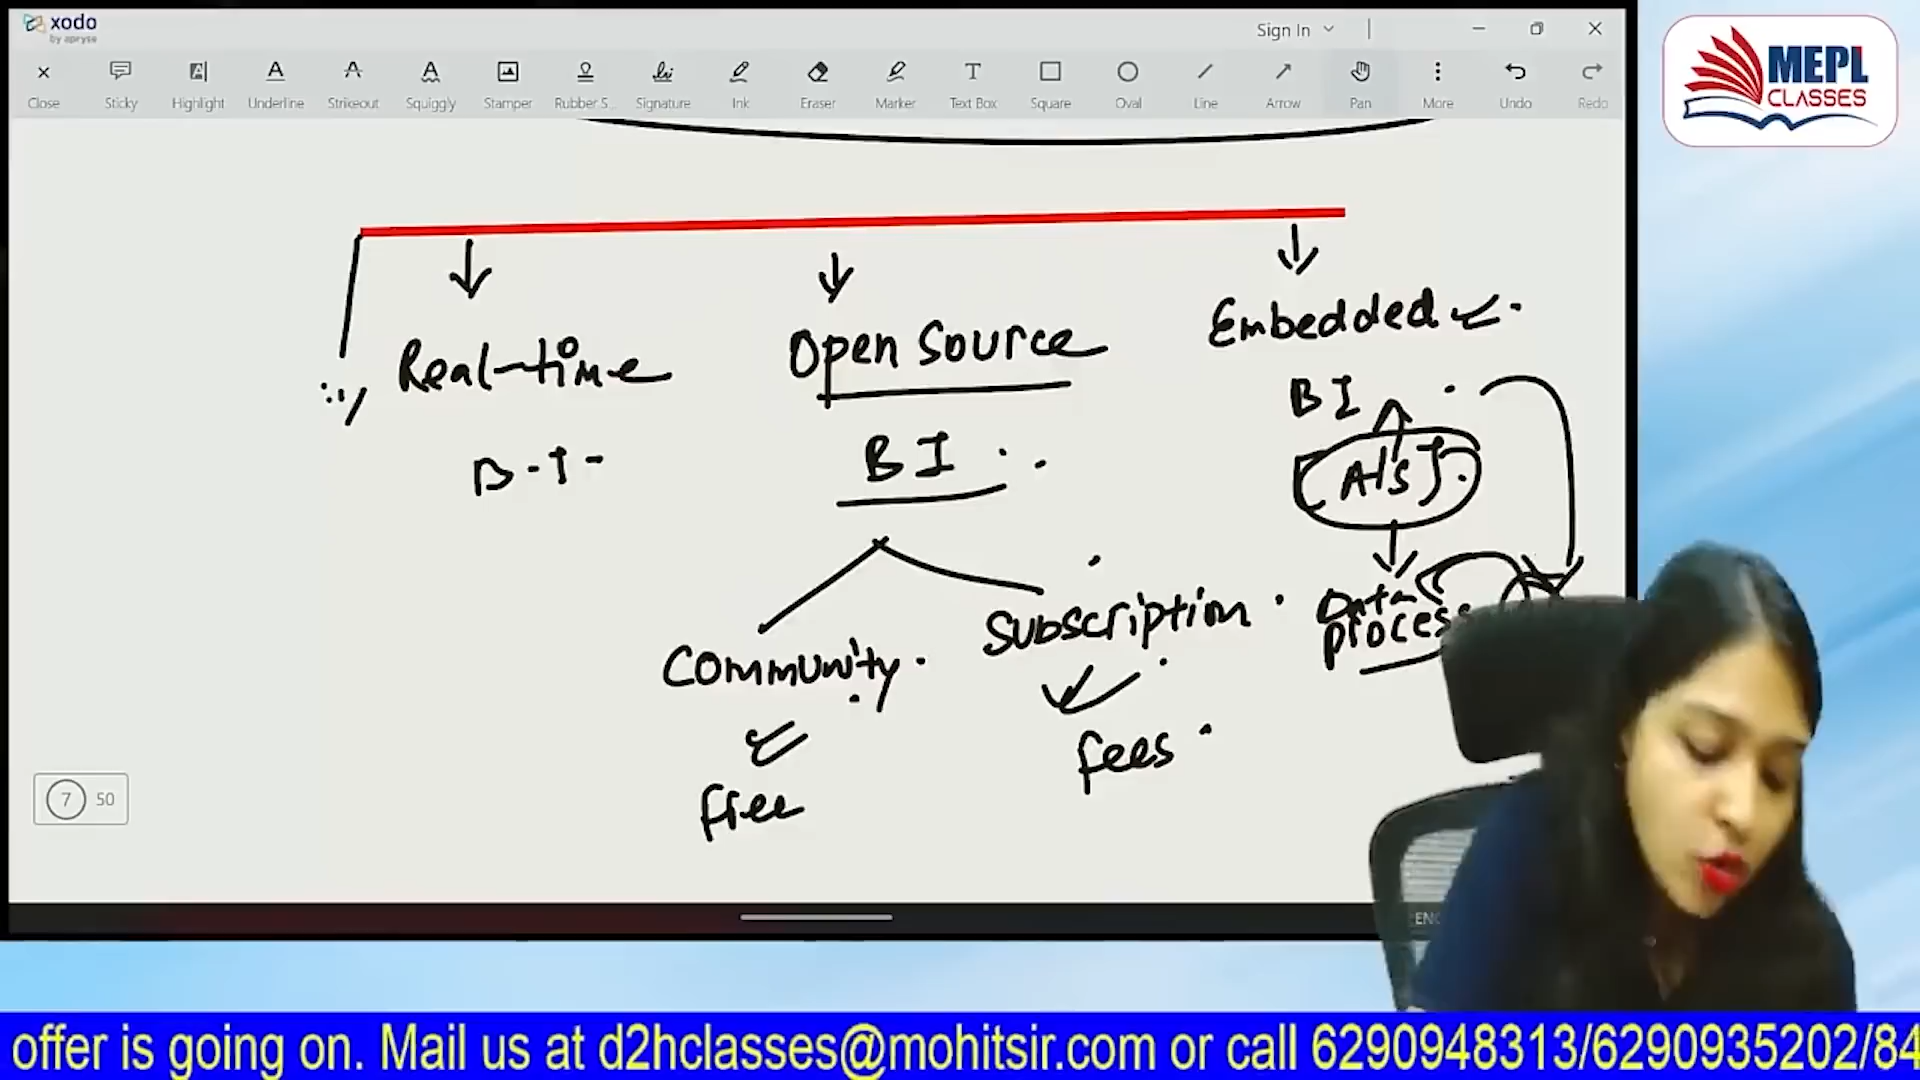 xodo
by apryse
Sign In
Close
Sticky
Highlight
Underline
Strikeout
Squiggly
Stamper
Rubber S...
Signature
Ink
Eraser
Marker
Text Box
Square
Oval
Line
Arrow
Pan
More
Undo
Redo
MEPL
CLASSES
Real-time
B-I-
Open Source
BI
Embedded
BI
[A/S]
Data
Process
Community
Subscription
free
fees
7 50
ENG
offer is going on. Mail us at d2hclasses@mohitsir.com or call 6290948313/6290935202/84